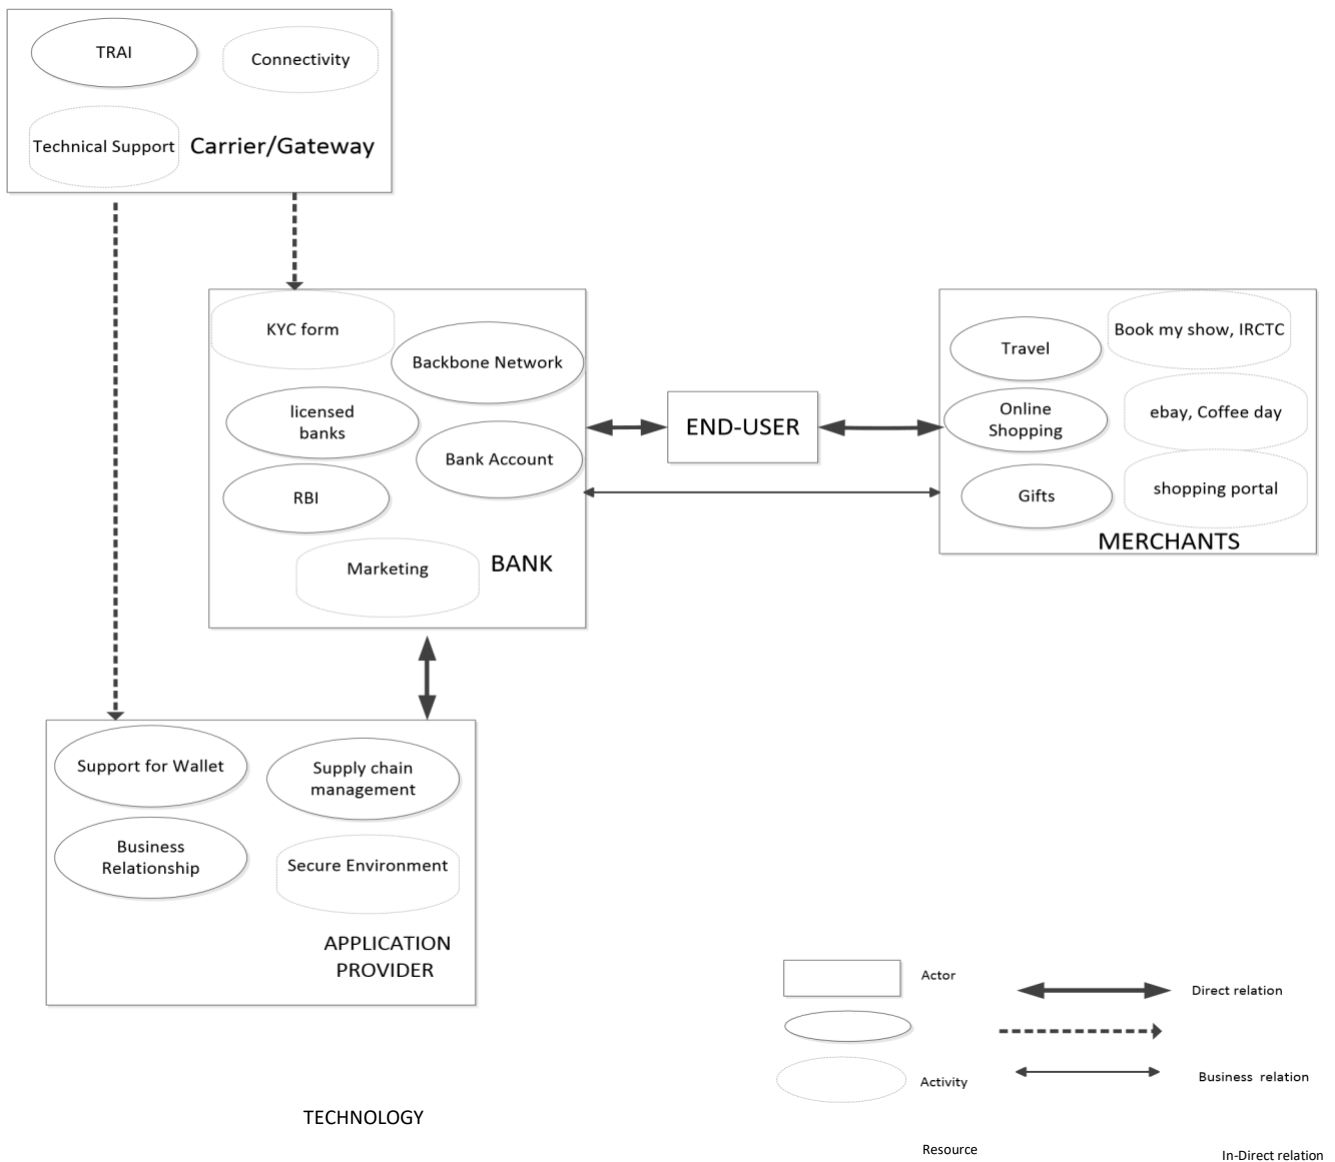 TRAI
Connectivity
Technical Support
Carrier/Gateway
KYC form
Backbone Network
licensed
banks
Bank Account
RBI
Marketing
BANK
END-USER
Travel
Book my show, IRCTC
Online
Shopping
ebay, Coffee day
Gifts
shopping portal
MERCHANTS
Support for Wallet
Supply chain
management
Business
Relationship
Secure Environment
APPLICATION
PROVIDER
Actor
Direct relation
Activity
Business relation
TECHNOLOGY
Resource
In-Direct relation